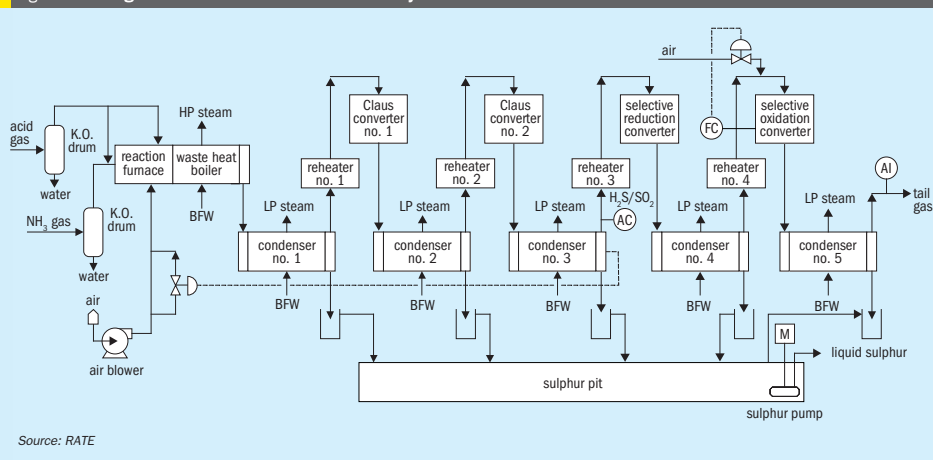 air
FC
Claus
converter
no. 1
Claus
converter
no. 2
selective
reduction
converter
selective
oxidation
converter
acid
gas
K.O.
drum
water
HP steam
reaction
furnace
waste heat
boiler
BFW
reheater
no. 1
reheater
no. 2
reheater
no. 3
reheater
no. 4
AI
tail
gas
NH3 gas
K.O.
drum
water
LP steam
LP steam
LP steam
H2S/SO2
AC
LP steam
LP steam
condenser
no. 1
condenser
no. 2
condenser
no. 3
condenser
no. 4
condenser
no. 5
BFW
BFW
BFW
BFW
BFW
air
air blower
M
liquid sulphur
sulphur pit
sulphur pump
Source: RATE